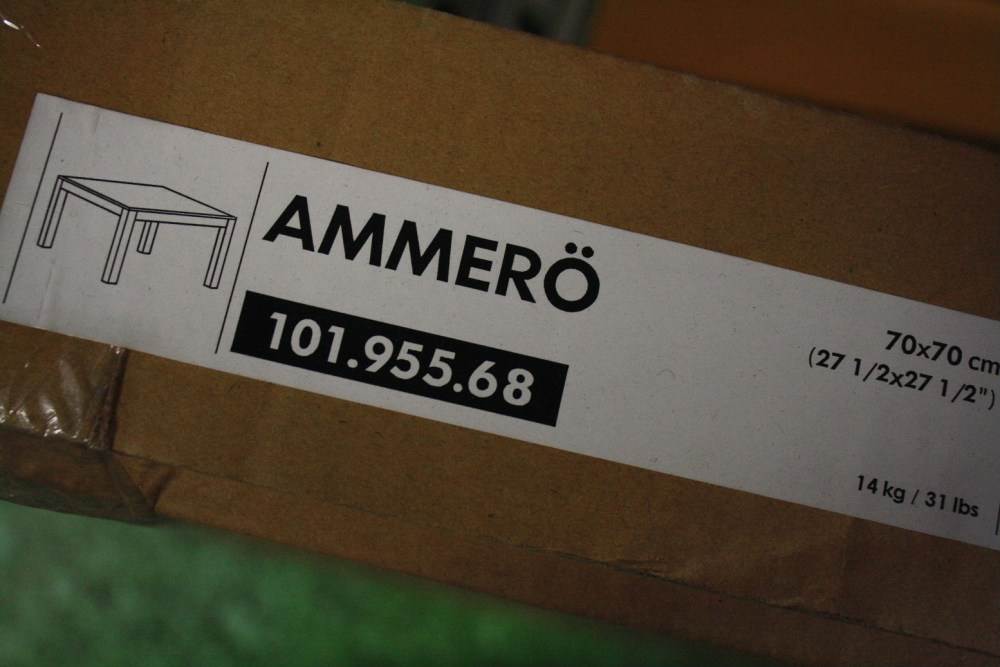 AMMERÖ
101.955.68
70x70 cm
(27 1/2x27 1/2")
14 kg / 31 lbs